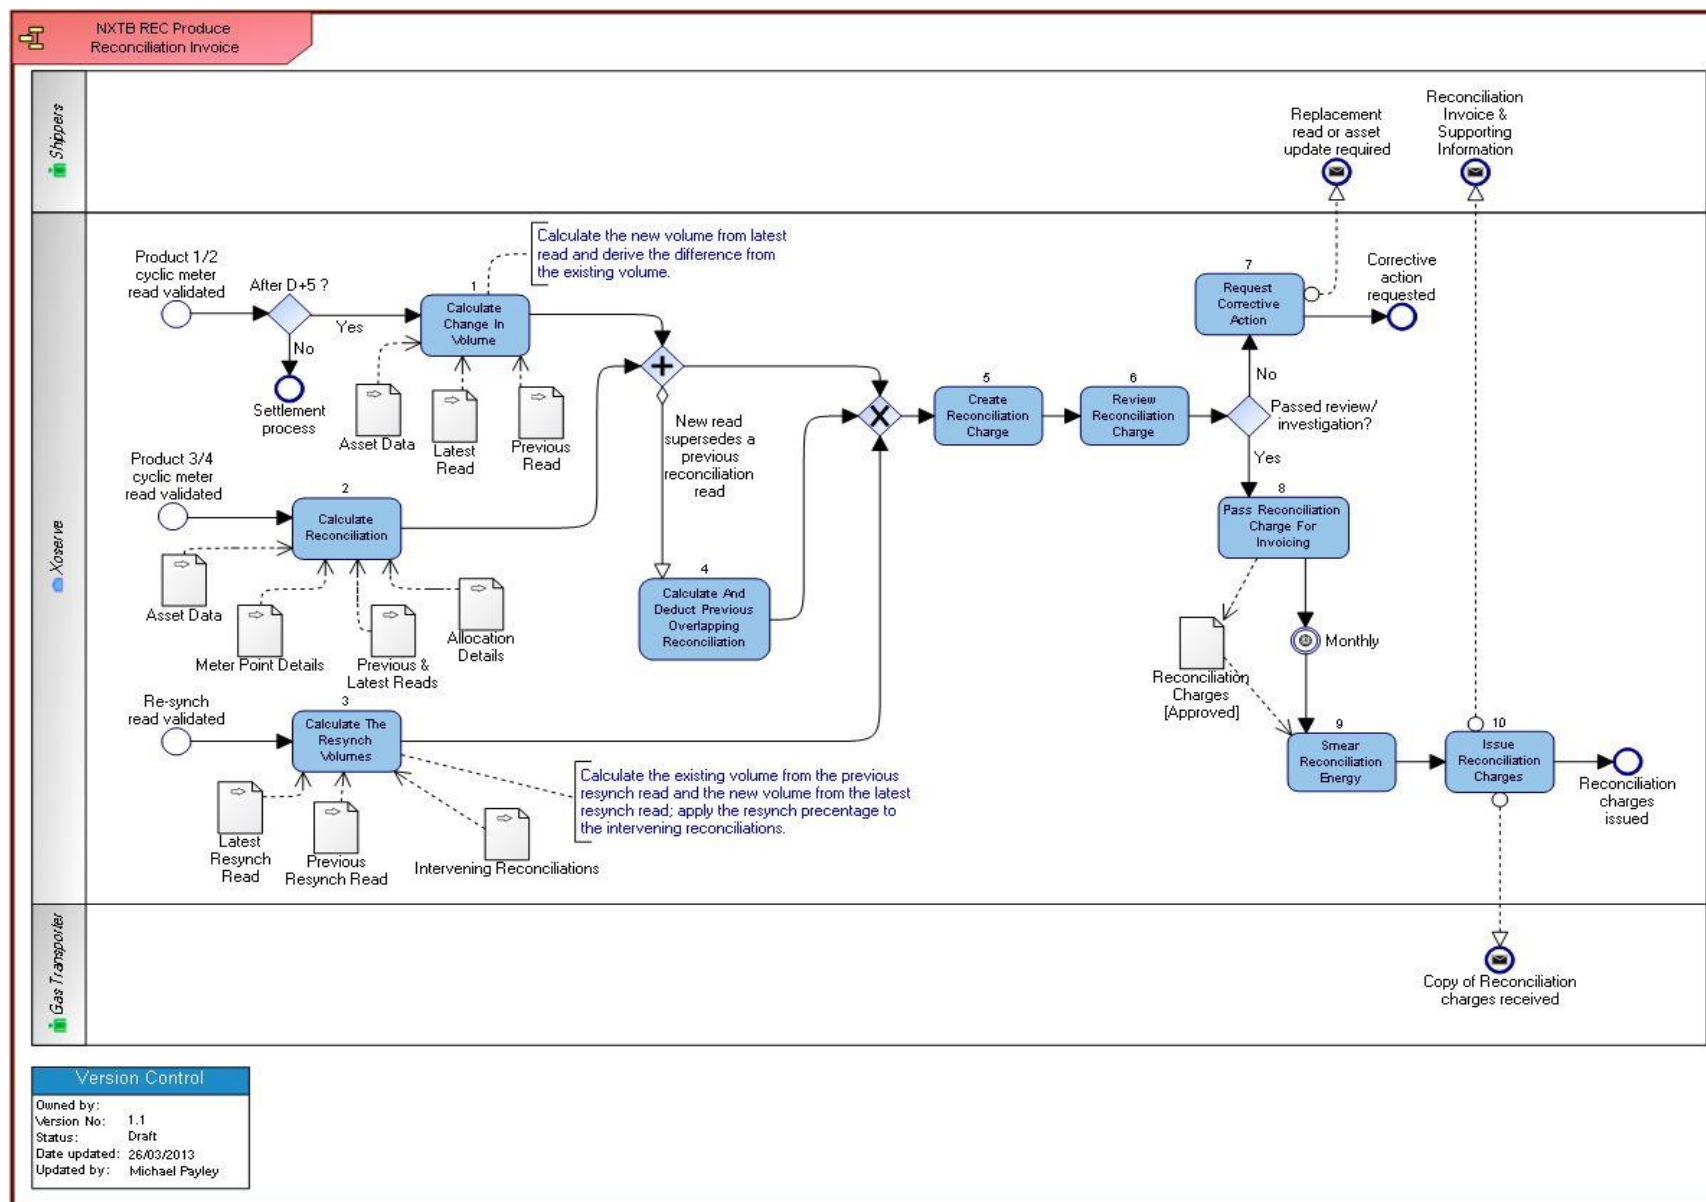 NXTB REC Produce
Reconciliation Invoice
Shippers
Replacement
read or asset
update required
Reconciliation
Invoice &
Supporting
Information
Xoserve
Product 1/2
cyclic meter
read validated
After D+5 ?
Yes
No
Settlement
process
Calculate the new volume from latest
read and derive the difference from
the existing volume.
1
Calculate
Change In
Volume
Asset Data
Latest
Read
Previous
Read
Product 3/4
cyclic meter
read validated
2
Calculate
Reconciliation
Asset Data
Meter Point Details
Previous &
Latest Reads
Allocation
Details
New read
supersedes a
previous
reconciliation
read
4
Calculate And
Deduct Previous
Overlapping
Reconciliation
Re-synch
read validated
3
Calculate The
Resynch
Volumes
Latest
Resynch
Read
Previous
Resynch Read
Intervening Reconciliations
Calculate the existing volume from the previous
resynch read and the new volume from the latest
resynch read; apply the resynch precentage to
the intervening reconciliations.
5
Create
Reconciliation
Charge
6
Review
Reconciliation
Charge
Passed review/
investigation?
No
Yes
7
Request
Corrective
Action
Corrective
action
requested
8
Pass Reconciliation
Charge For
Invoicing
Monthly
Reconciliation
Charges
[Approved]
9
Smear
Reconciliation
Energy
10
Issue
Reconciliation
Charges
Reconciliation
charges
issued
Gas Transporter
Copy of Reconciliation
charges received
Version Control
Owned by:
Version No: 1.1
Status: Draft
Date updated: 26/03/2013
Updated by: Michael Payley